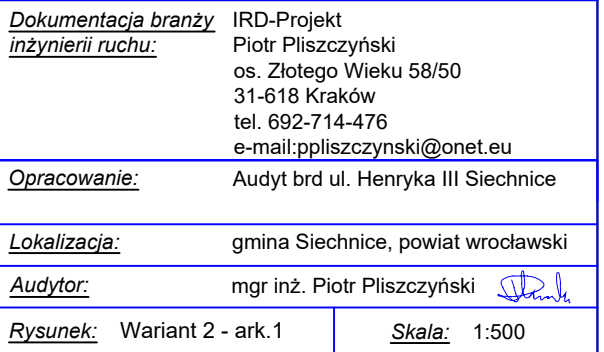 Dokumentacja branży IRD-Projekt
inżynierii ruchu: Piotr Pliszczyński
os. Złotego Wieku 58/50
31-618 Kraków
tel. 692-714-476
e-mail:ppliszczynski@onet.eu
Opracowanie: Audyt brd ul. Henryka III Siechnice
Lokalizacja: gmina Siechnice, powiat wrocławski
Audytor: mgr inż. Piotr Pliszczyński
Rysunek: Wariant 2 - ark.1 Skala: 1:500